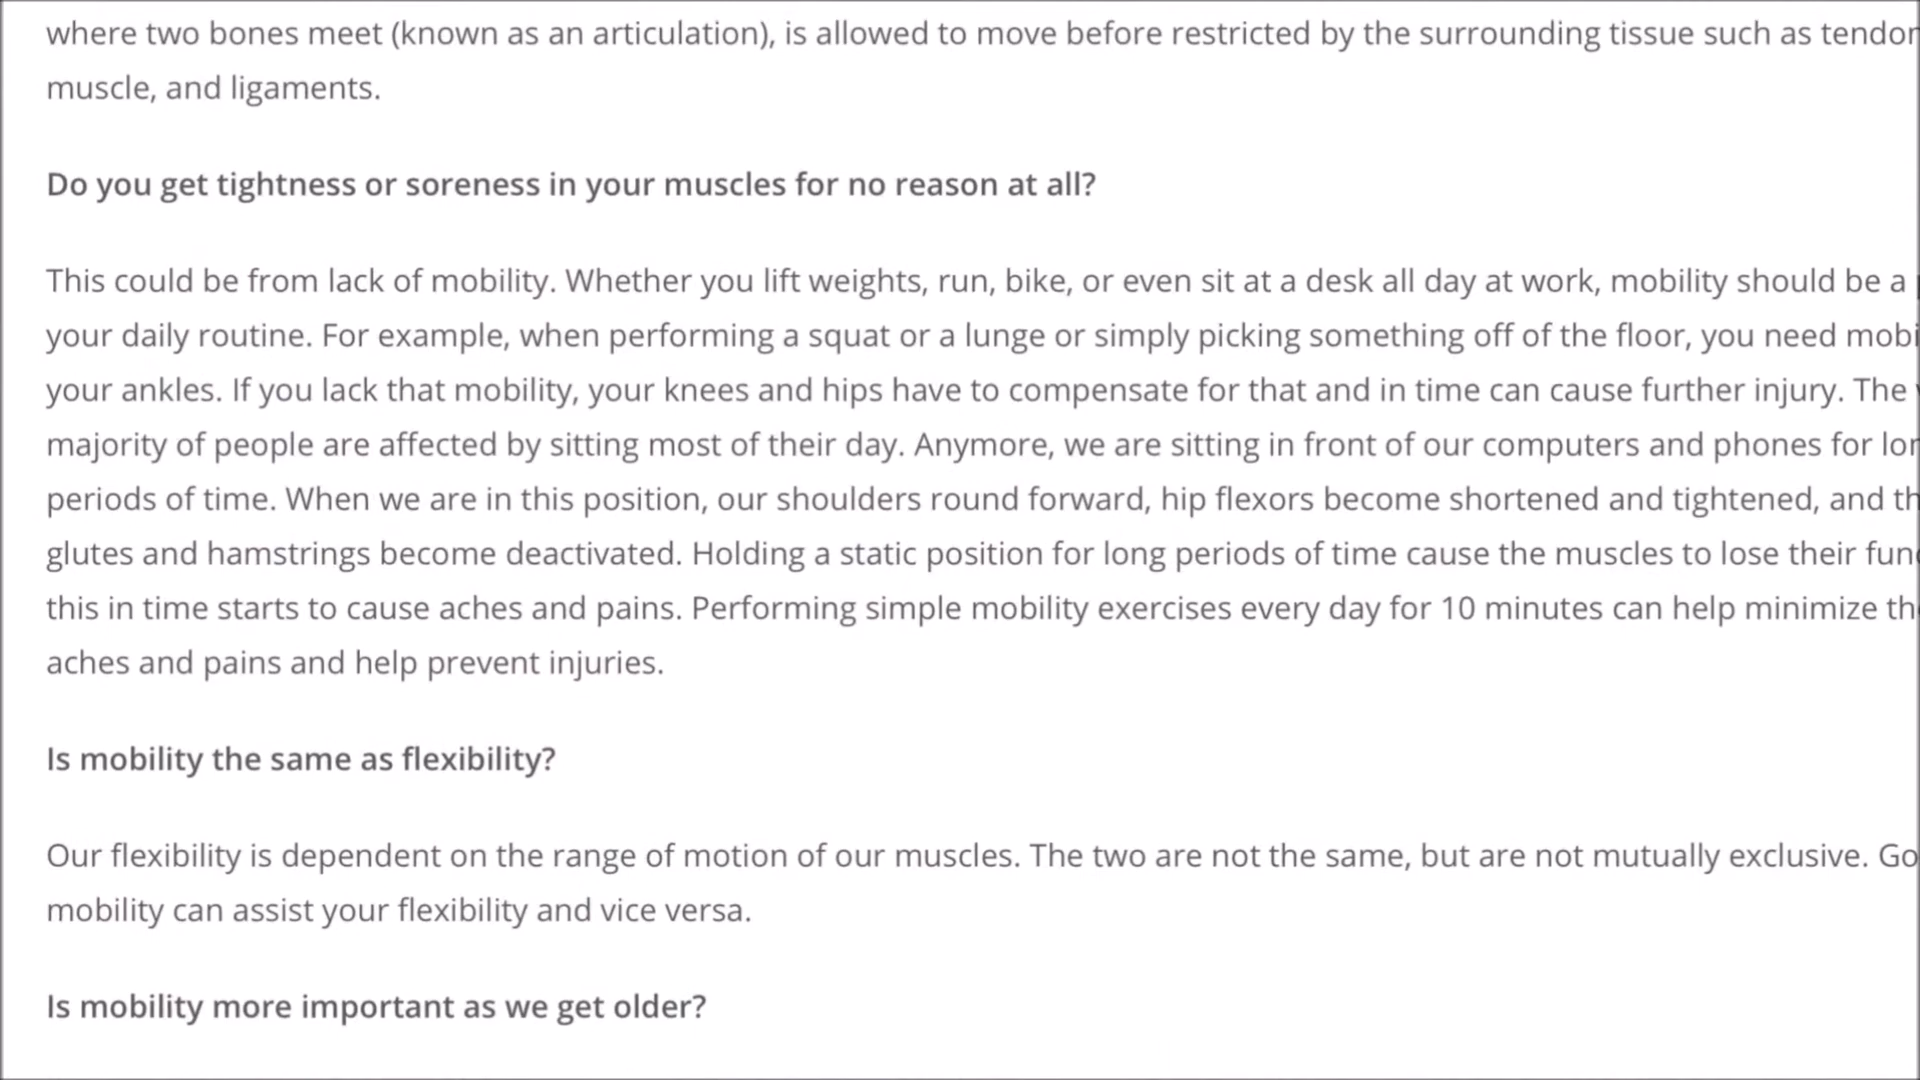 where two bones meet (known as an articulation), is allowed to move before restricted by the surrounding tissue such as
muscle, and ligaments.
Do you get tightness or soreness in your muscles for no reason at all?
This could be from lack of mobility. Whether you lift weights, run, bike, or even sit at a desk all day at work, mobility should be a
your daily routine. For example, when performing a squat or a lunge or simply picking something off of the floor, you need
your ankles. If you lack that mobility, your knees and hips have to compensate for that and in time can cause further injury. The
majority of people are affected by sitting most of their day. Anymore, we are sitting in front of our computers and phones for
periods of time. When we are in this position, our shoulders round forward, hip flexors become shortened and tightened, and
glutes and hamstrings become deactivated. Holding a static position for long periods of time cause the muscles to lose their
this in time starts to cause aches and pains. Performing simple mobility exercises every day for 10 minutes can help minimize
aches and pains and help prevent injuries.
Is mobility the same as flexibility?
Our flexibility is dependent on the range of motion of our muscles. The two are not the same, but are not mutually exclusive.
mobility can assist your flexibility and vice versa.
Is mobility more important as we get older?